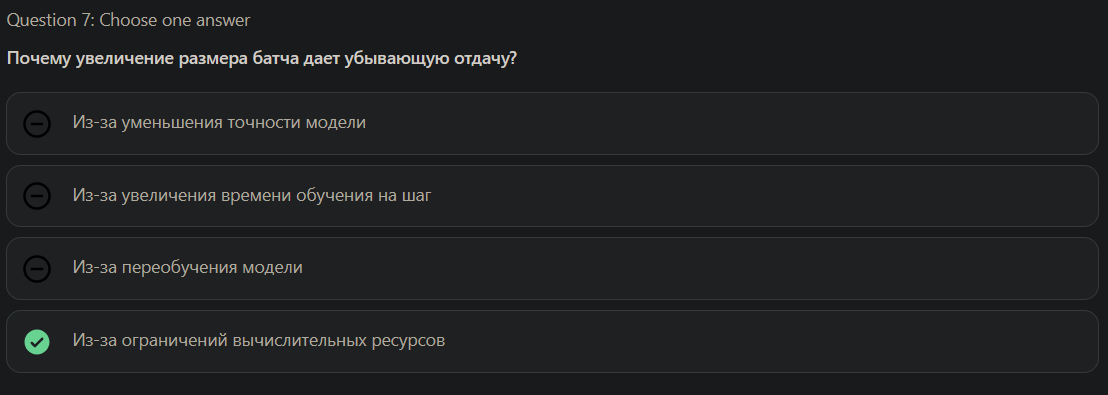 Question 7: Choose one answer
Почему увеличение размера батча дает убывающую отдачу?
Из-за уменьшения точности модели
Из-за увеличения времени обучения на шаг
Из-за переобучения модели
Из-за ограничений вычислительных ресурсов